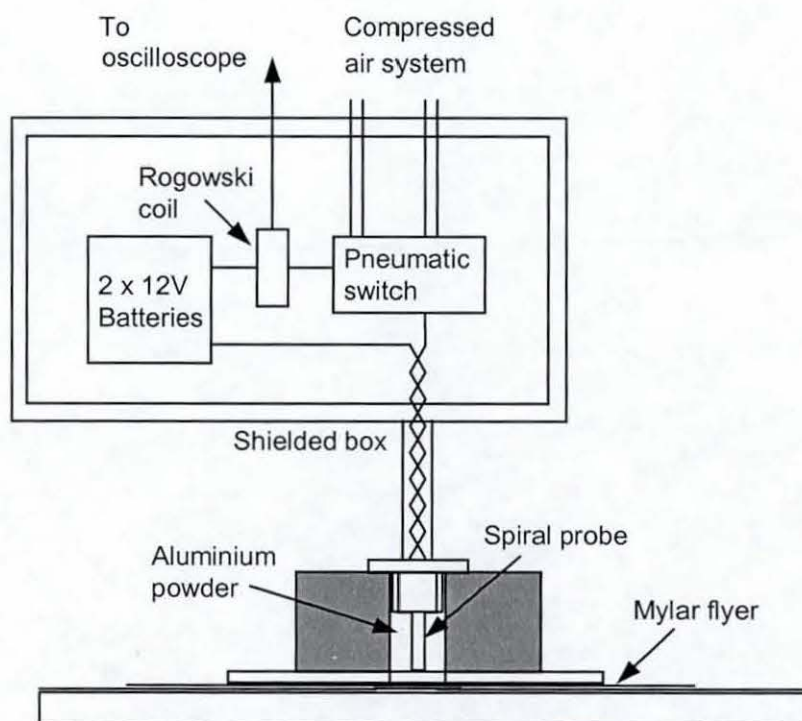 To
oscilloscope
Compressed
air system
Rogowski
coil
2 x 12V
Batteries
Pneumatic
switch
Shielded box
Aluminium
powder
Spiral probe
Mylar flyer